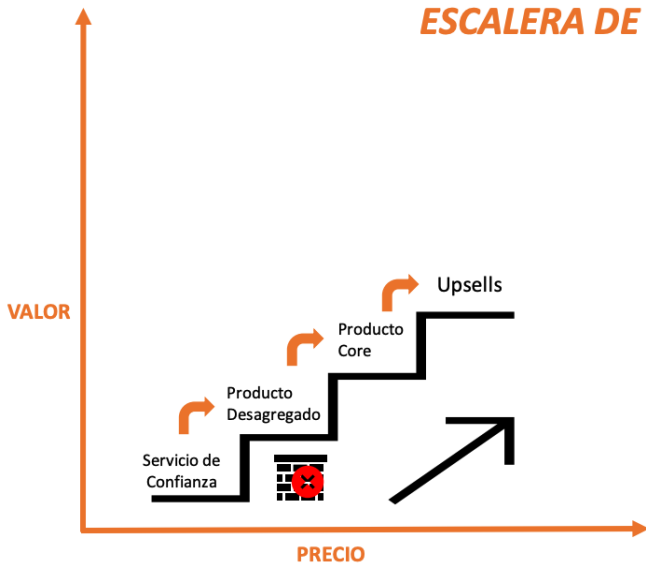 ESCALERA DE
VALOR
Upsells
Producto
Core
Producto
Desagregado
Servicio de
Confianza
PRECIO